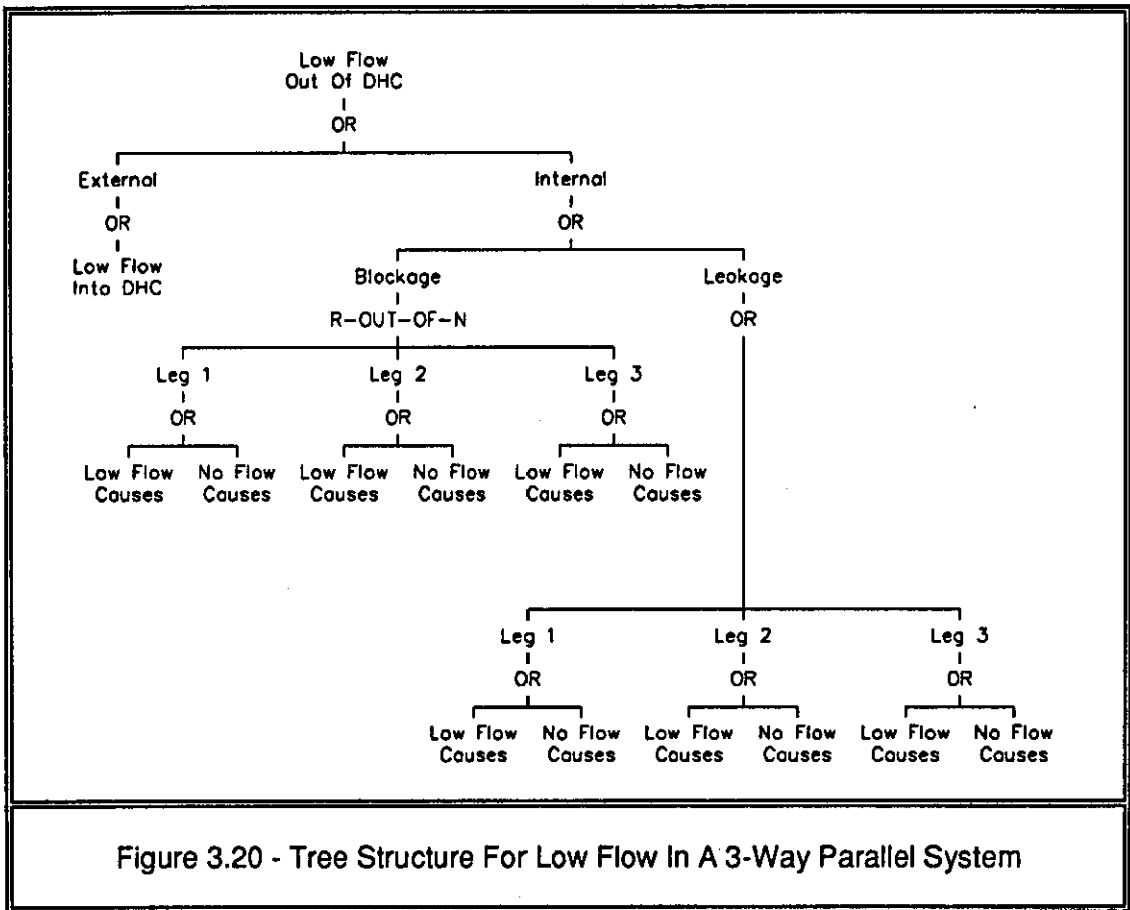 Low Flow
Out Of DHC
OR
External
Internal
OR
OR
Low Flow
Into DHC
Blockage
Leakage
R-OUT-OF-N
OR
Leg 1
Leg 2
Leg 3
OR
OR
OR
Low Flow
Causes
No Flow
Causes
Low Flow
Causes
No Flow
Causes
Low Flow
Causes
No Flow
Causes
Leg 1
Leg 2
Leg 3
OR
OR
OR
Low Flow
Causes
No Flow
Causes
Low Flow
Causes
No Flow
Causes
Low Flow
Causes
No Flow
Causes
Figure 3.20 - Tree Structure For Low Flow In A 3-Way Parallel System